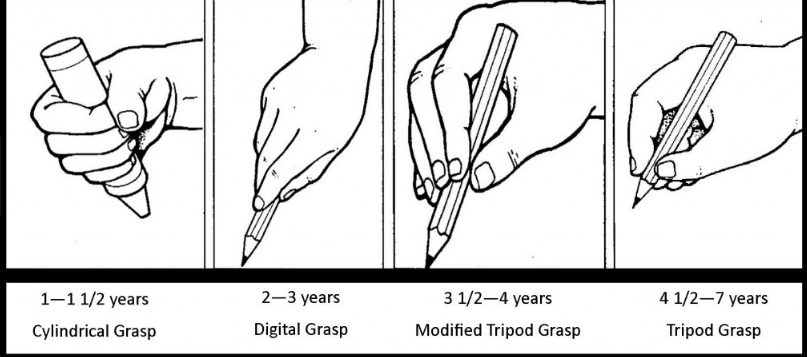 1—1 1/2 years
Cylindrical Grasp
2—3 years
Digital Grasp
3 1/2—4 years
Modified Tripod Grasp
4 1/2—7 years
Tripod Grasp